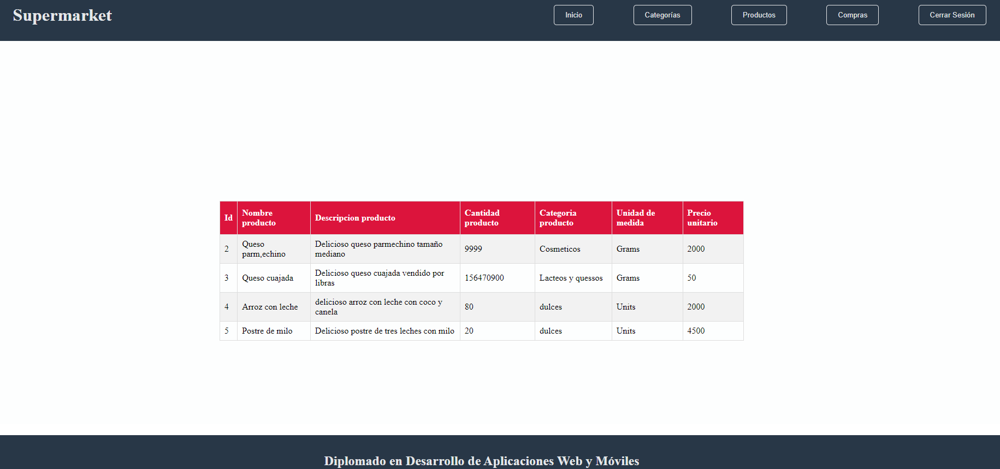 Supermarket
Inicio
Categorías
Productos
Compras
Cerrar Sesión
Id
Nombre
producto
Descripcion producto
Cantidad
producto
Categoria
producto
Unidad de
medida
Precio
unitario
2
Queso
parm,echino
Delicioso queso parmechino tamaño
mediano
9999
Cosmeticos
Grams
2000
3
Queso cuajada
Delicioso queso cuajada vendido por
libras
156470900
Lacteos y quessos
Grams
50
4
Arroz con leche
delicioso arroz con leche con coco y
canela
80
dulces
Units
2000
5
Postre de milo
Delicioso postre de tres leches con milo
20
dulces
Units
4500
Diplomado en Desarrollo de Aplicaciones Web y Móviles